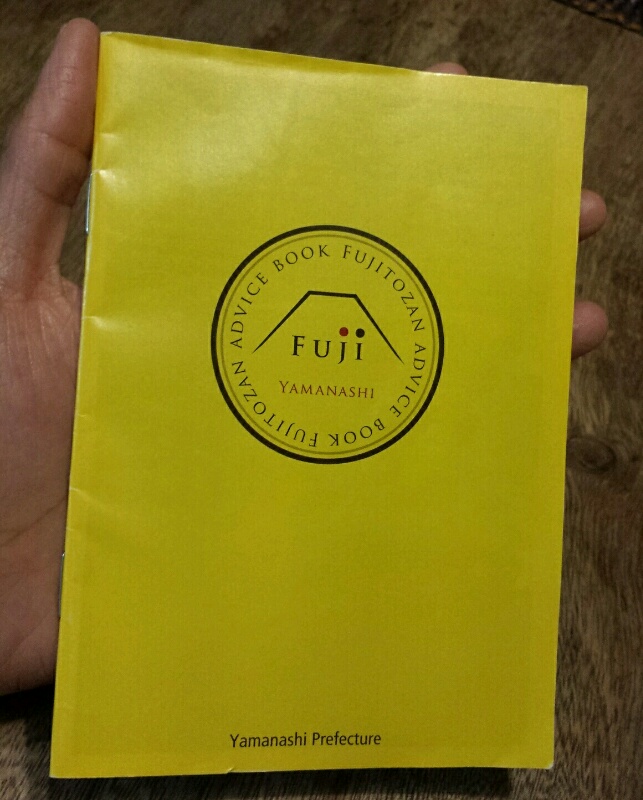 FUJITOZAN ADVICE BOOK FUJITOZAN ADVICE BOOK
FUJI
YAMANASHI
Yamanashi Prefecture